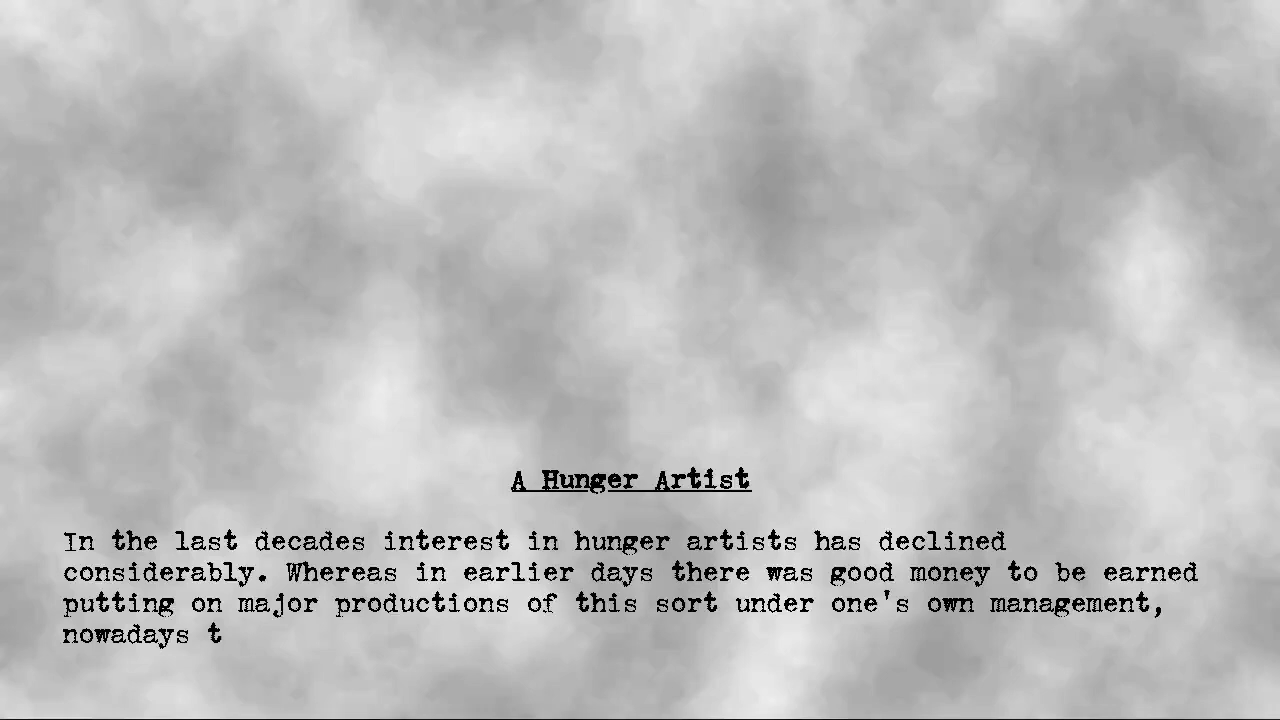 A Hunger Artist
In the last decades interest in hunger artists has declined
considerably. Whereas in earlier days there was good money to be earned
putting on major productions of this sort under one's own management,
nowadays t